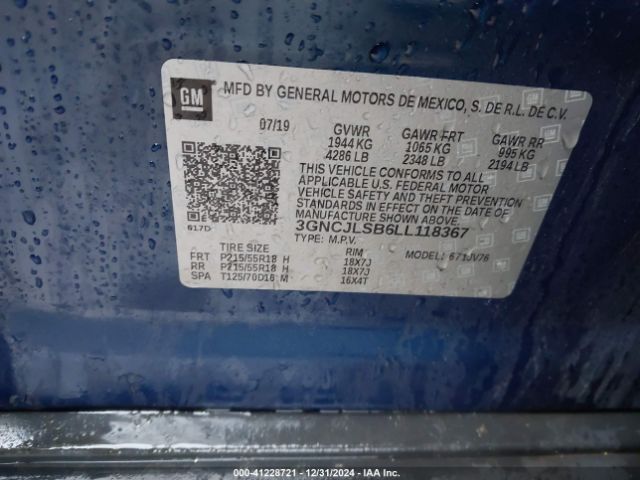 GM
MFD BY GENERAL MOTORS DE MEXICO, S. DE R.L. DE C.V.
07/19 GVWR GAWR FRT GAWR RR
1944 KG 1065 KG 995 KG
4286 LB 2348 LB 2194 LB
THIS VEHICLE CONFORMS TO ALL
APPLICABLE U.S. FEDERAL MOTOR
VEHICLE SAFETY AND THEFT PREVENTION
STANDARDS IN EFFECT ON THE DATE OF
MANUFACTURE SHOWN ABOVE.
617D
3GNCJLSB6LL118367
TYPE: M.P.V. MODEL: 671JV76
TIRE SIZE RIM
FRT P215/55R18 H 18X7J
RR P215/55R18 H 18X7J
SPA T125/70D16 M 16X4T
000-41228721 - 12/31/2024 - IAA Inc.